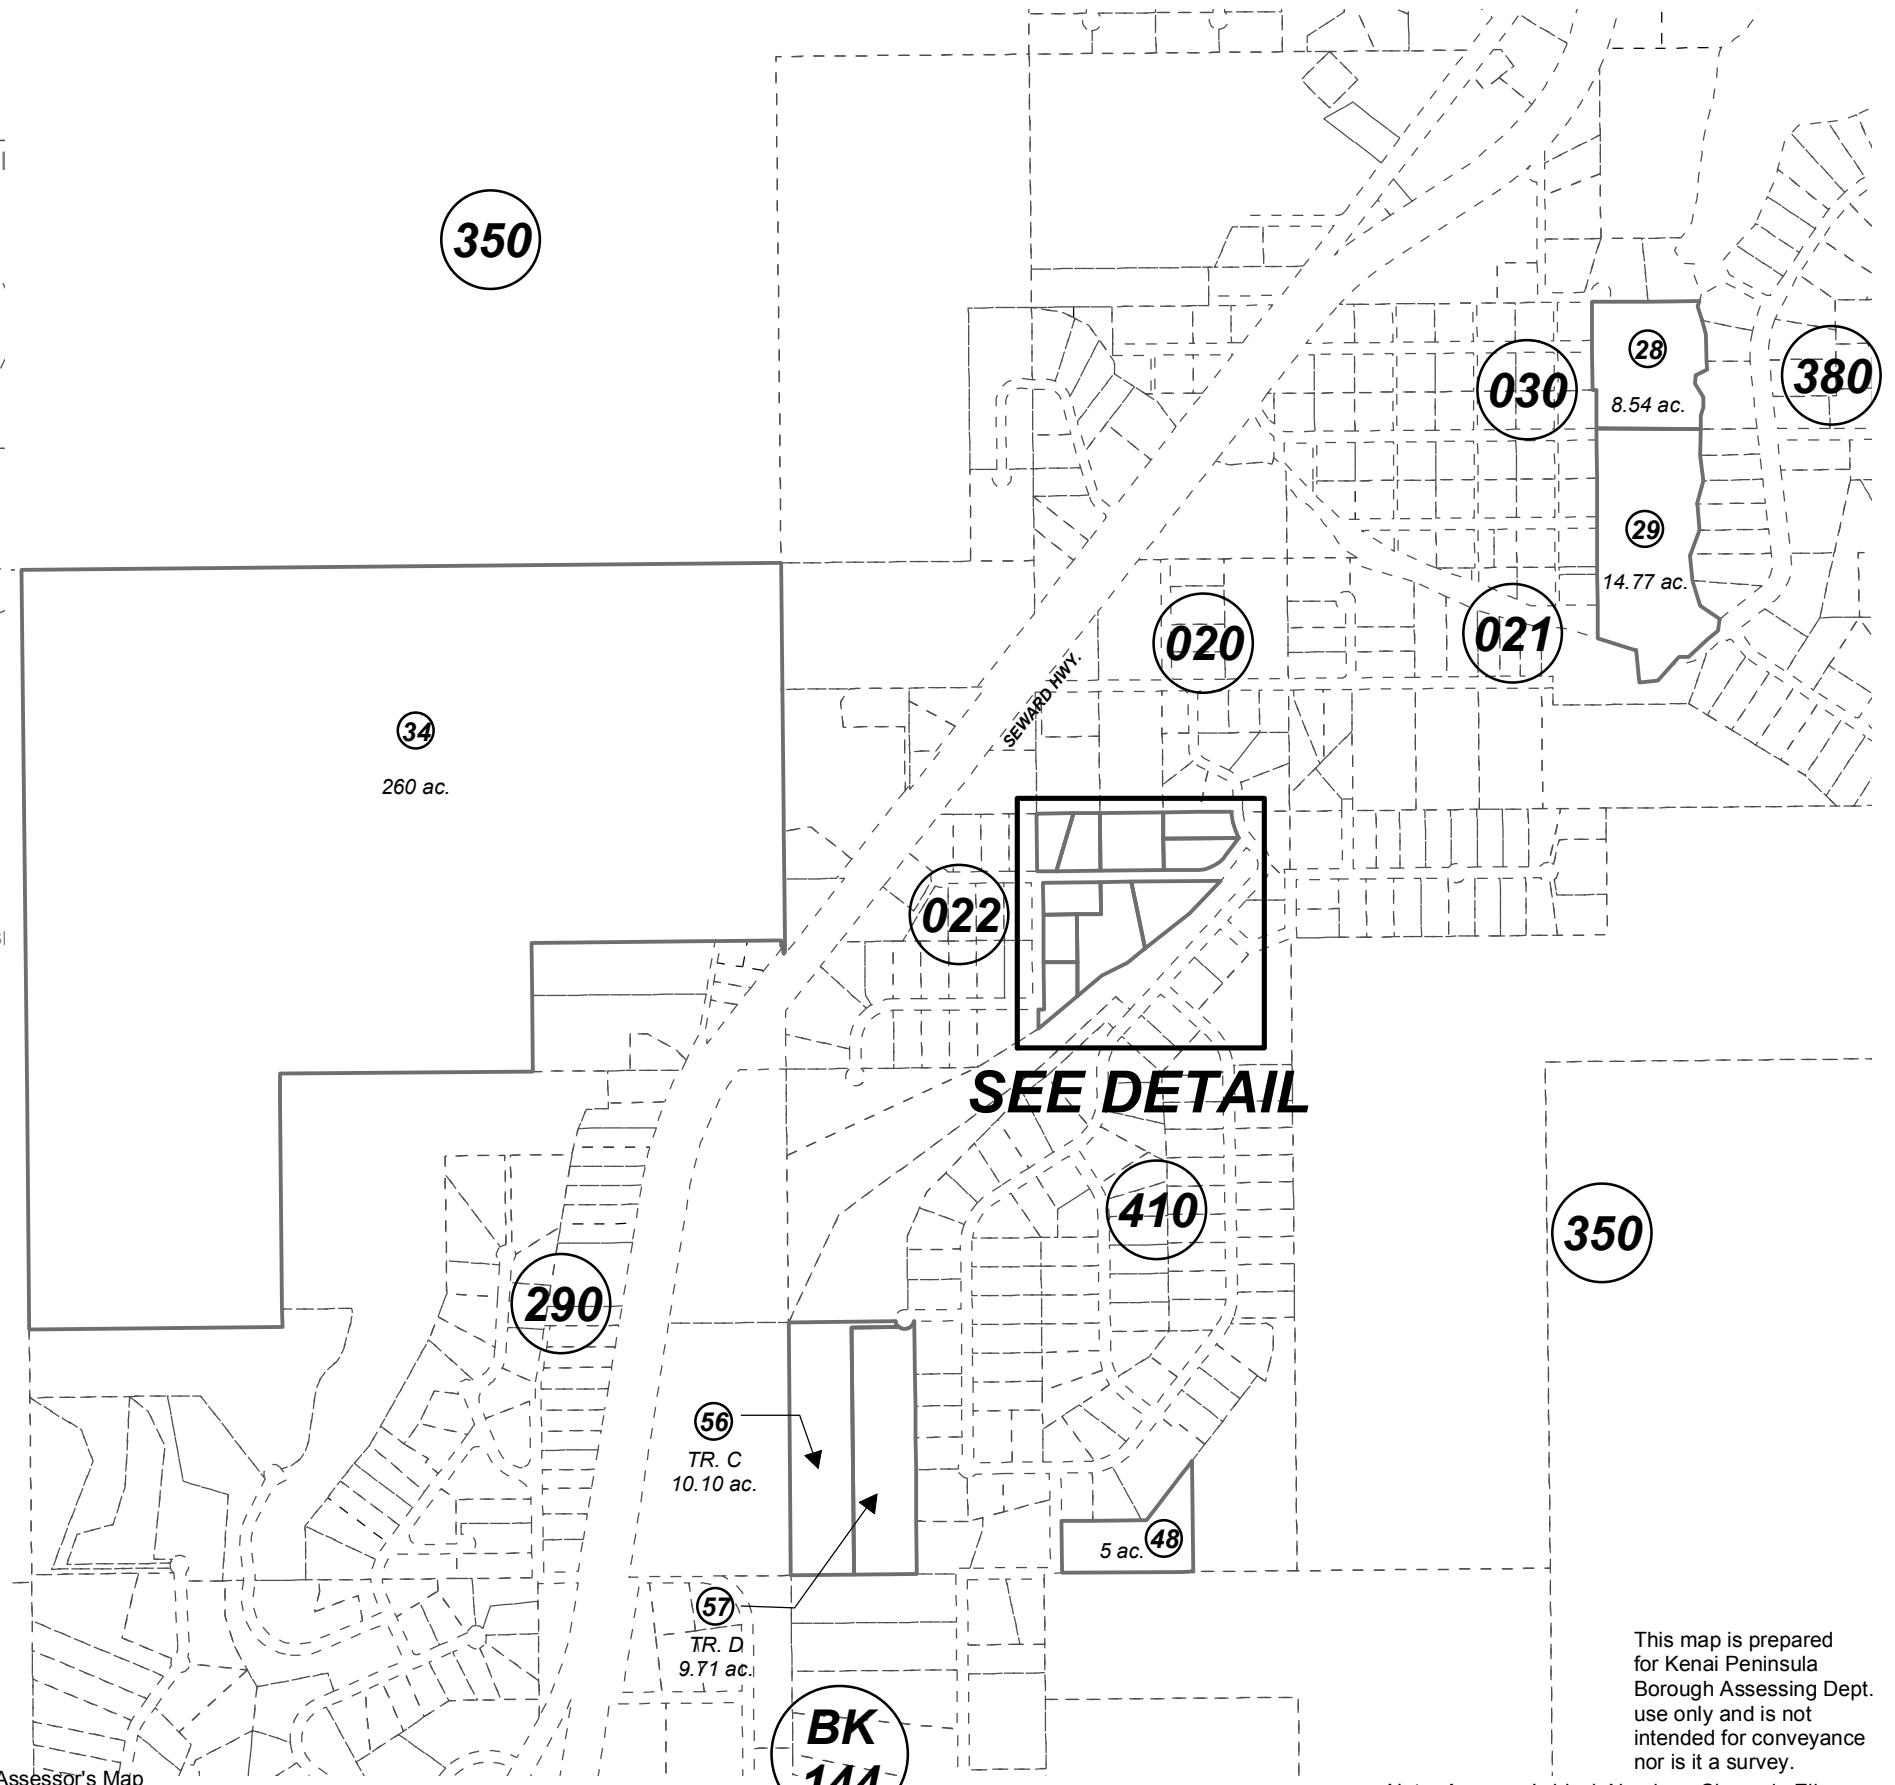 350
28
030
380
8.54 ac.
29
14.77 ac.
020
021
SEWARD HWY.
34
260 ac.
022
SEE DETAIL
410
350
290
56
TR. C
10.10 ac.
48
5 ac.
57
TR. D
9.71 ac.
This map is prepared
for Kenai Peninsula
Borough Assessing Dept.
use only and is not
intended for conveyance
nor is it a survey.
BK
144
Assessor's Map